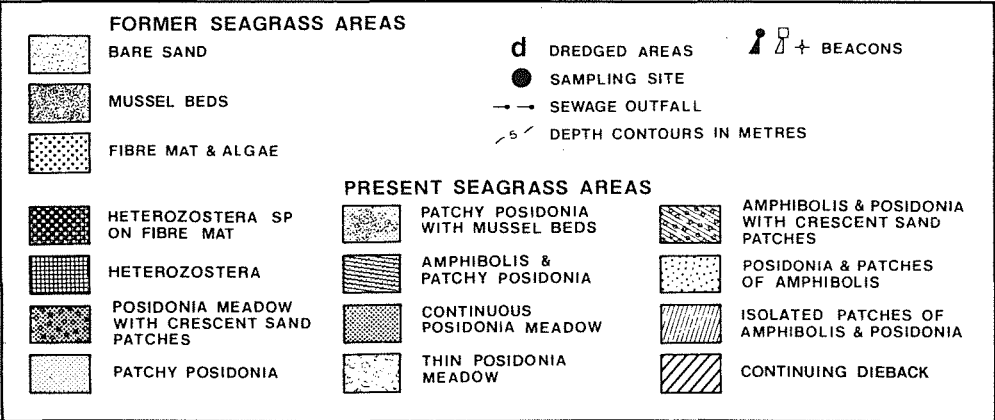 FORMER SEAGRASS AREAS
BARE SAND
MUSSEL BEDS
FIBRE MAT & ALGAE
d DREDGED AREAS
SAMPLING SITE
SEWAGE OUTFALL
5 DEPTH CONTOURS IN METRES
BEACONS
PRESENT SEAGRASS AREAS
HETEROZOSTERA SP
ON FIBRE MAT
HETEROZOSTERA
POSIDONIA MEADOW
WITH CRESCENT SAND
PATCHES
PATCHY POSIDONIA
PATCHY POSIDONIA
WITH MUSSEL BEDS
AMPHIBOLIS &
PATCHY POSIDONIA
CONTINUOUS
POSIDONIA MEADOW
THIN POSIDONIA
MEADOW
AMPHIBOLIS & POSIDONIA
WITH CRESCENT SAND
PATCHES
POSIDONIA & PATCHES
OF AMPHIBOLIS
ISOLATED PATCHES OF
AMPHIBOLIS & POSIDONIA
CONTINUING DIEBACK